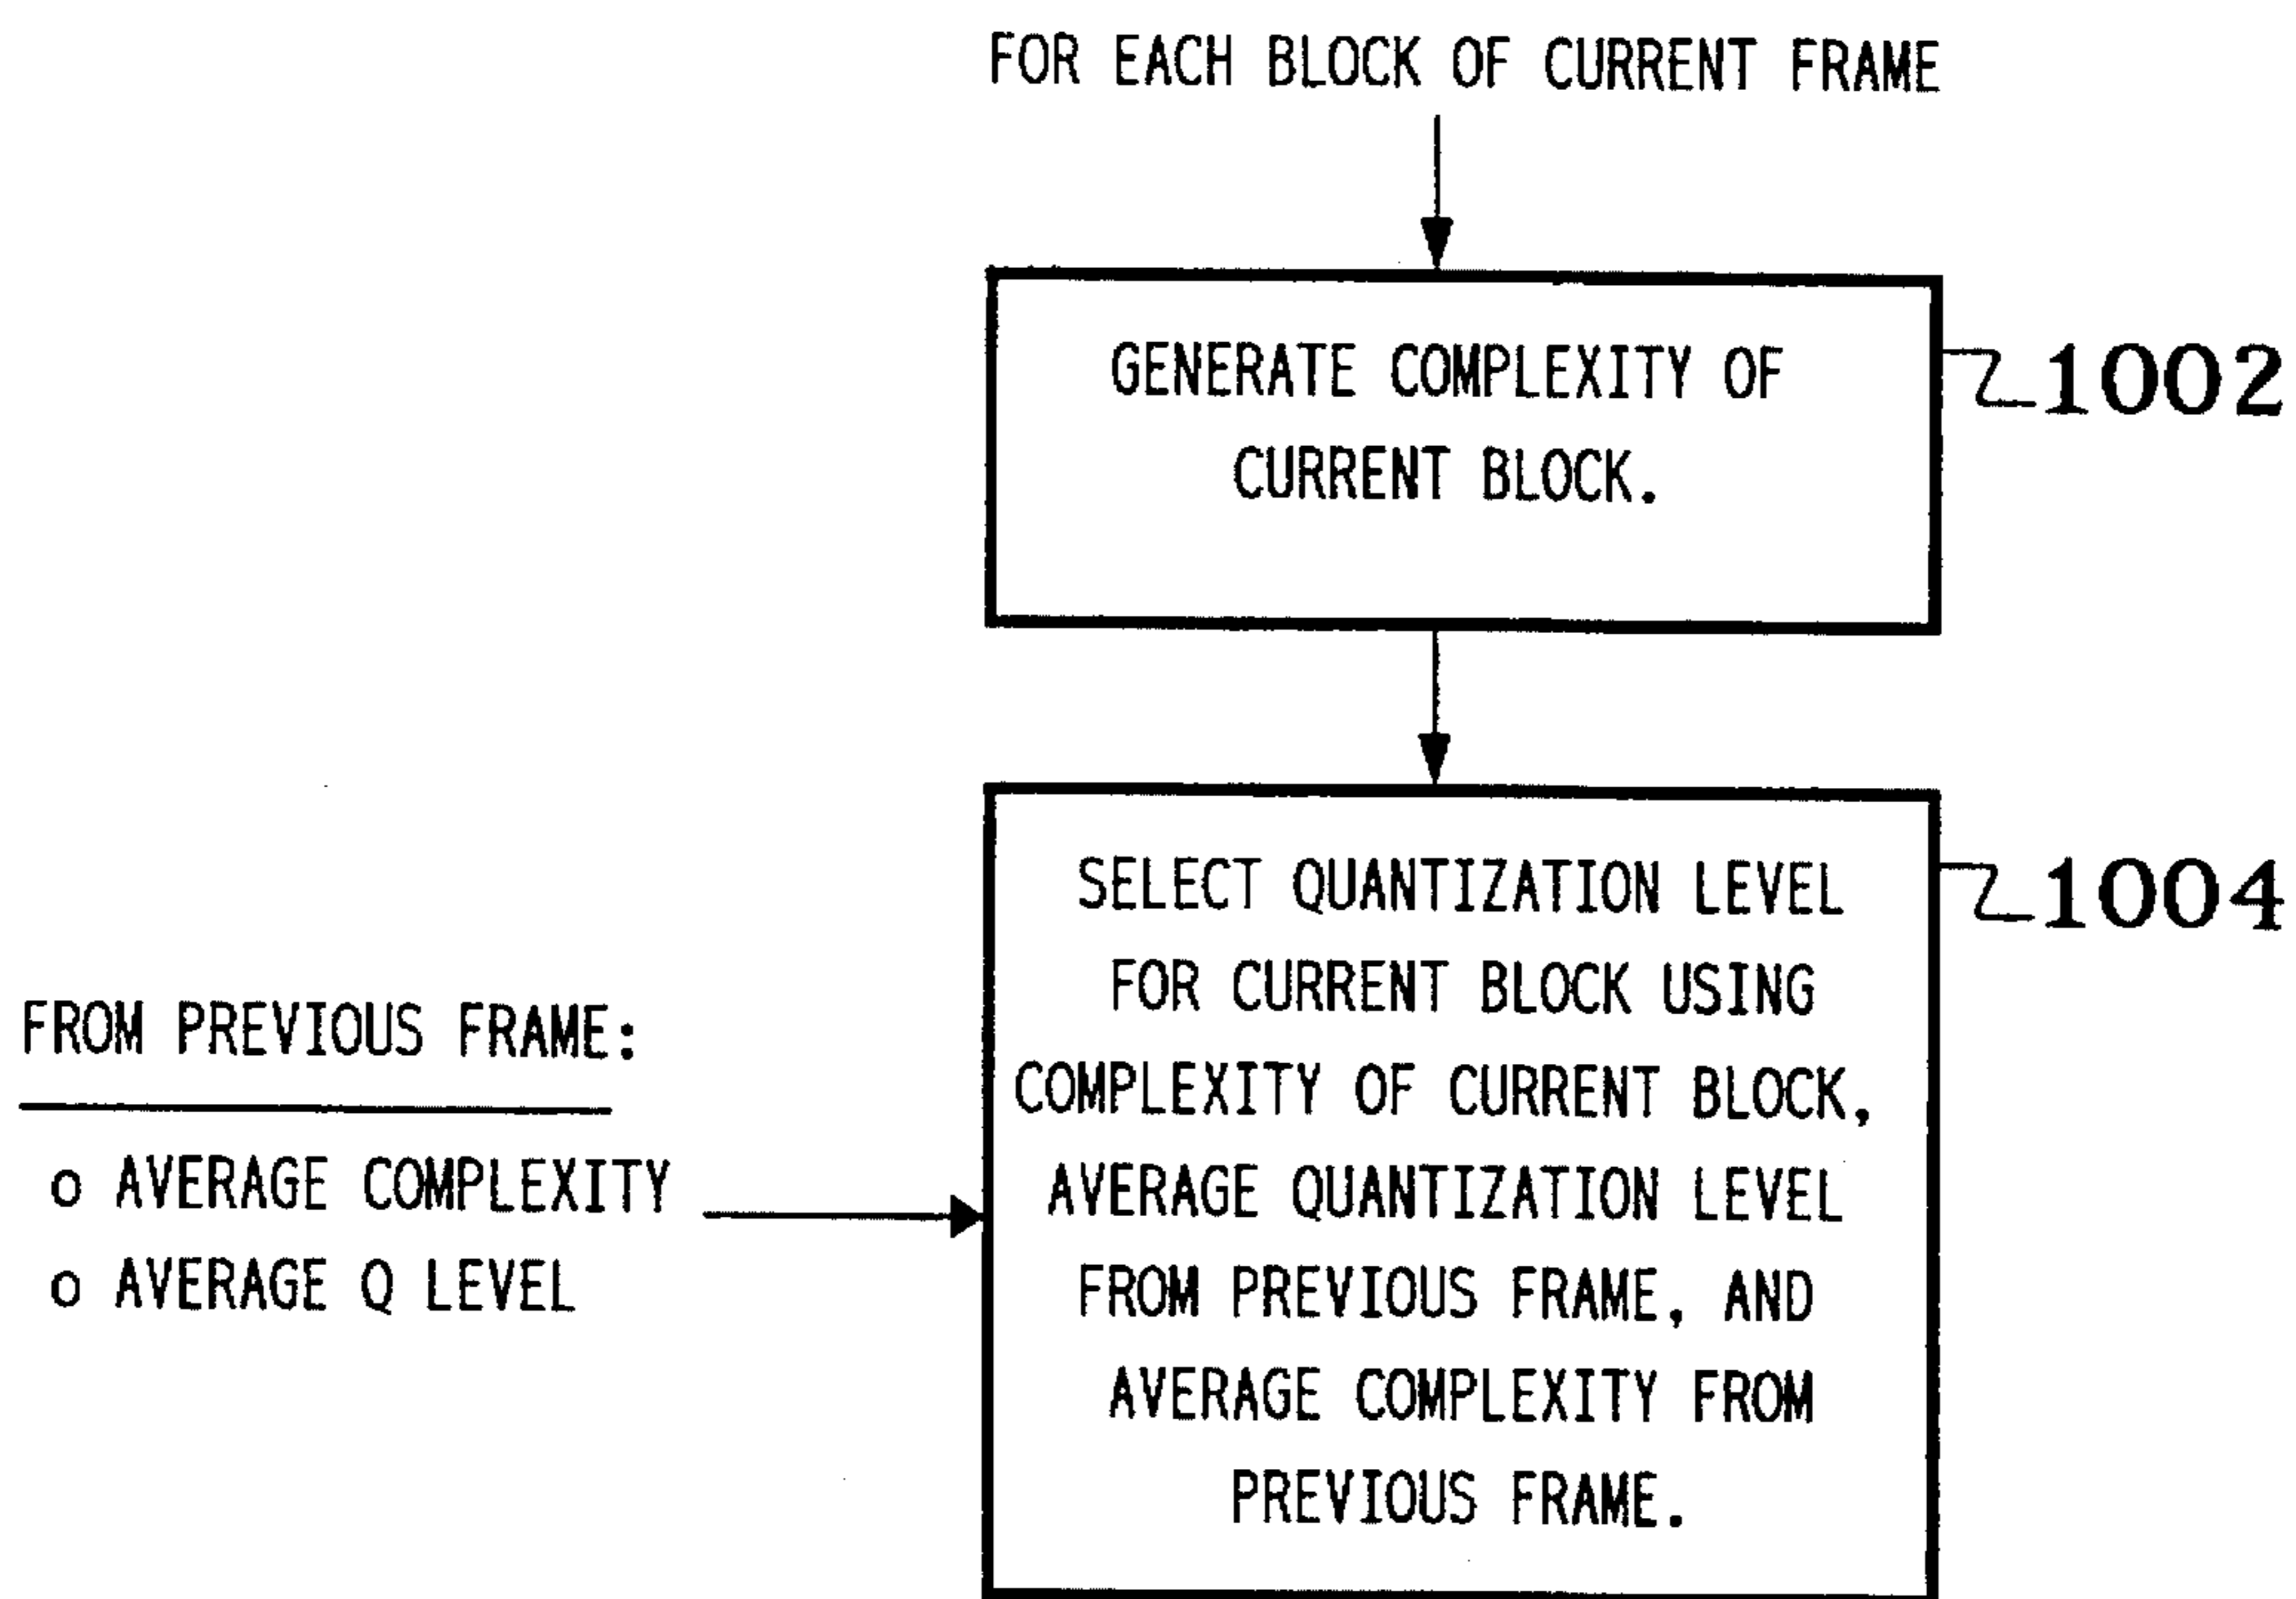 FOR EACH BLOCK OF CURRENT FRAME
GENERATE COMPLEXITY OF
CURRENT BLOCK.
1002
SELECT QUANTIZATION LEVEL
FOR CURRENT BLOCK USING
COMPLEXITY OF CURRENT BLOCK,
AVERAGE QUANTIZATION LEVEL
FROM PREVIOUS FRAME, AND
AVERAGE COMPLEXITY FROM
PREVIOUS FRAME.
1004
FROM PREVIOUS FRAME:
o AVERAGE COMPLEXITY
o AVERAGE Q LEVEL